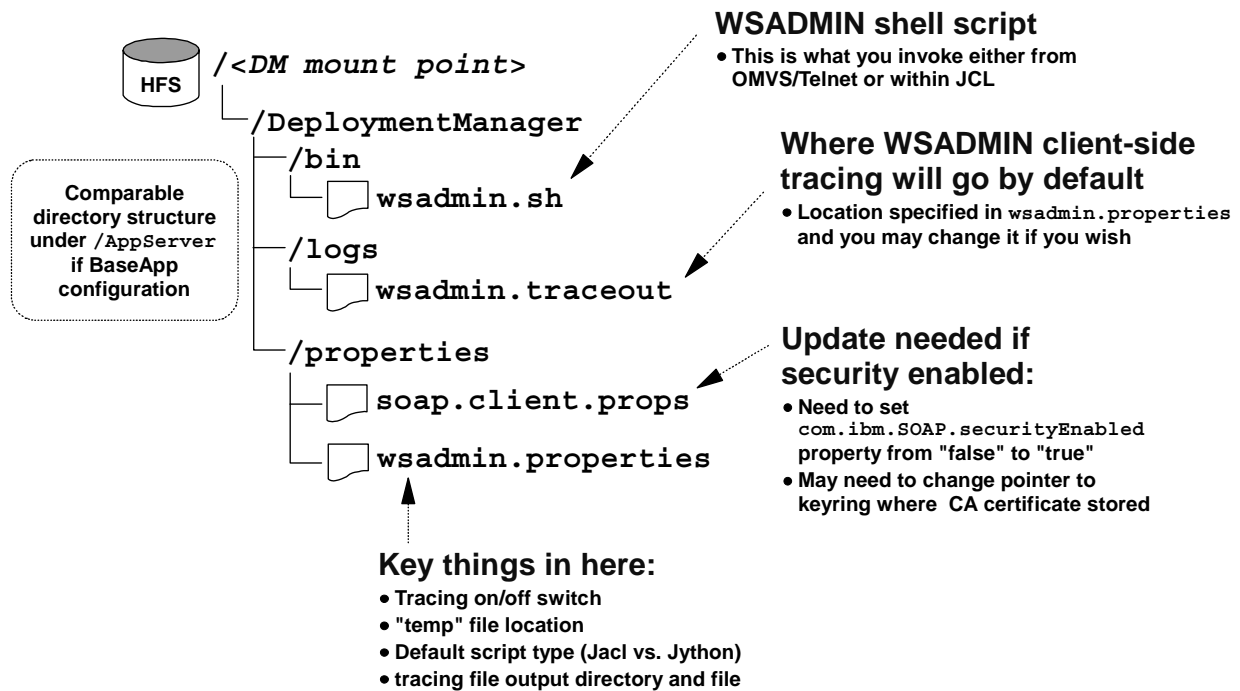 HFS
/<DM mount point>
/DeploymentManager
/bin
wsadmin.sh
/logs
wsadmin.traceout
/properties
soap.client.props
wsadmin.properties
Comparable
directory structure
under /AppServer
if BaseApp
configuration
WSADMIN shell script
• This is what you invoke either from
OMVS/Telnet or within JCL
Where WSADMIN client-side
tracing will go by default
• Location specified in wsadmin.properties
and you may change it if you wish
Update needed if
security enabled:
• Need to set
com.ibm.SOAP.securityEnabled
property from "false" to "true"
• May need to change pointer to
keyring where CA certificate stored
Key things in here:
• Tracing on/off switch
• "temp" file location
• Default script type (Jacl vs. Jython)
• tracing file output directory and file